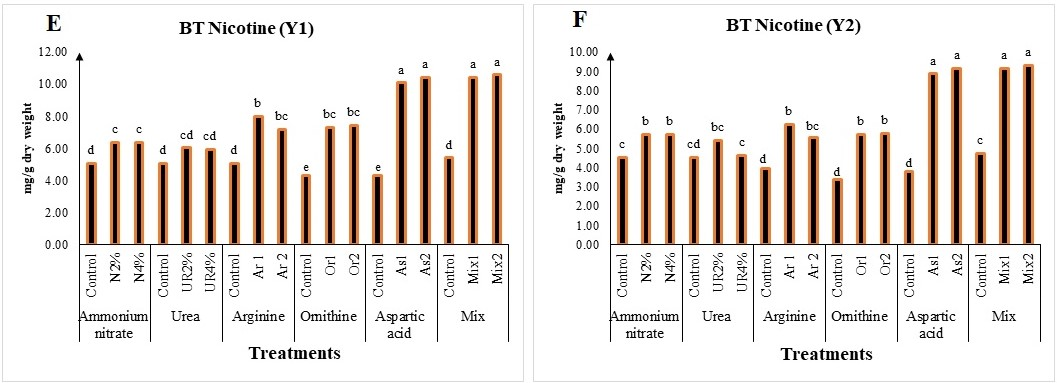 E
BT Nicotine (Y1)
mg/g dry weight
12.00
10.00
8.00
6.00
4.00
2.00
0.00
d c c d cd cd d b bc e bc bc e a a d a a
Control N2% N4% Control UR2% UR4% Control Ar 1 Ar 2 Control Or1 Or2 Control As1 As2 Control Mix1 Mix2
Ammonium nitrate Urea Arginine Ornithine Aspartic acid Mix
Treatments
F
BT Nicotine (Y2)
mg/g dry weight
10.00
9.00
8.00
7.00
6.00
5.00
4.00
3.00
2.00
1.00
0.00
c b b cd bc c d b bc d b b d a a c a a
Control N2% N4% Control UR2% UR4% Control Ar 1 Ar 2 Control Or1 Or2 Control As1 As2 Control Mix1 Mix2
Ammonium nitrate Urea Arginine Ornithine Aspartic acid Mix
Treatments